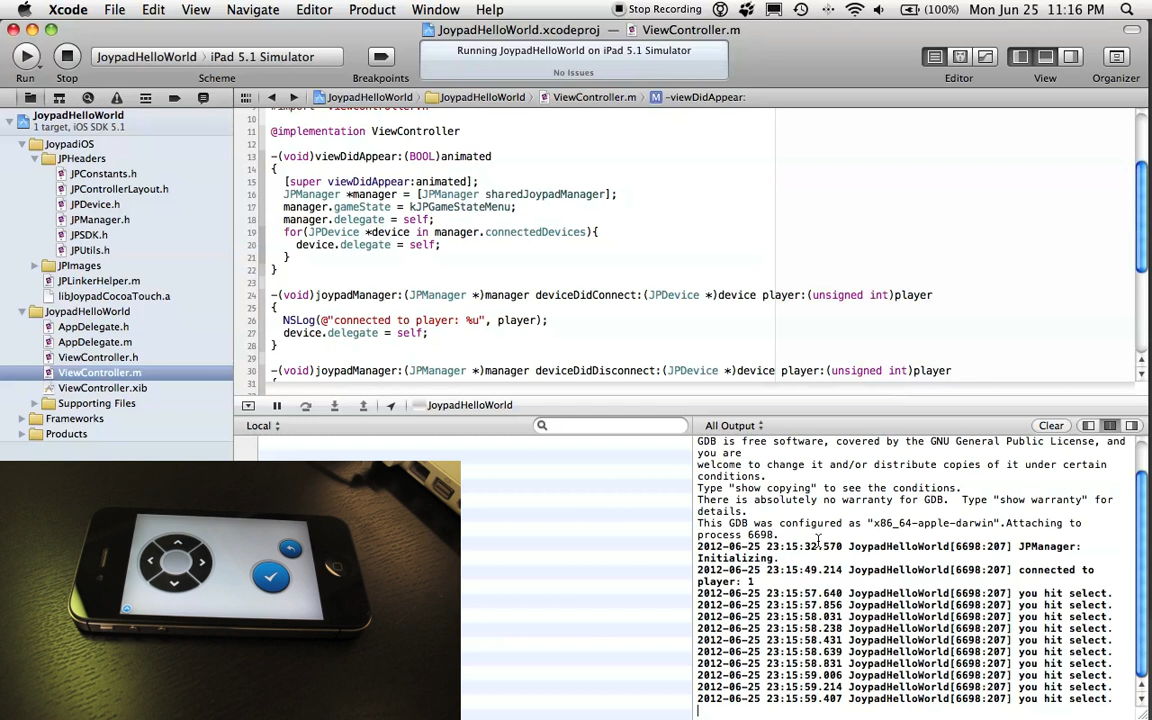 Xcode File Edit View Navigate Editor Product Window Help Stop Recording (100%) Mon Jun 25 11:16 PM
JoypadHelloWorld.xcodeproj — ViewController.m
JoypadHelloWorld iPad 5.1 Simulator
Running JoypadHelloWorld on iPad 5.1 Simulator
No Issues
Run Stop Scheme Breakpoints Editor View Organizer
JoypadHelloWorld JoypadHelloWorld ViewController.m -viewDidAppear:
JoypadHelloWorld
1 target, iOS SDK 5.1
JoypadiOS
JPHeaders
JPConstants.h
JPControllerLayout.h
JPDevice.h
JPManager.h
JPSDK.h
JPUtils.h
JPImages
JPLinkerHelper.m
libJoypadCocoaTouch.a
JoypadHelloWorld
AppDelegate.h
AppDelegate.m
ViewController.h
ViewController.m
ViewController.xib
Supporting Files
Frameworks
Products
10
11 @implementation ViewController
12
13 -(void)viewDidAppear:(BOOL)animated
14 {
15 [super viewDidAppear:animated];
16 JPManager *manager = [JPManager sharedJoypadManager];
17 manager.gameState = kJPGameStateMenu;
18 manager.delegate = self;
19 for(JPDevice *device in manager.connectedDevices){
20 device.delegate = self;
21 }
22 }
23
24 -(void)joypadManager:(JPManager *)manager deviceDidConnect:(JPDevice *)device player:(unsigned int)player
25 {
26 NSLog(@"connected to player: %u", player);
27 device.delegate = self;
28 }
29
30 -(void)joypadManager:(JPManager *)manager deviceDidDisconnect:(JPDevice *)device player:(unsigned int)player
31
JoypadHelloWorld
Local
All Output Clear
GDB is free software, covered by the GNU General Public License, and
you are
welcome to change it and/or distribute copies of it under certain
conditions.
Type "show copying" to see the conditions.
There is absolutely no warranty for GDB. Type "show warranty" for
details.
This GDB was configured as "x86_64-apple-darwin".Attaching to
process 6698.
2012-06-25 23:15:32.570 JoypadHelloWorld[6698:207] JPManager:
Initializing.
2012-06-25 23:15:49.214 JoypadHelloWorld[6698:207] connected to
player: 1
2012-06-25 23:15:57.640 JoypadHelloWorld[6698:207] you hit select.
2012-06-25 23:15:57.856 JoypadHelloWorld[6698:207] you hit select.
2012-06-25 23:15:58.031 JoypadHelloWorld[6698:207] you hit select.
2012-06-25 23:15:58.238 JoypadHelloWorld[6698:207] you hit select.
2012-06-25 23:15:58.431 JoypadHelloWorld[6698:207] you hit select.
2012-06-25 23:15:58.639 JoypadHelloWorld[6698:207] you hit select.
2012-06-25 23:15:58.831 JoypadHelloWorld[6698:207] you hit select.
2012-06-25 23:15:59.006 JoypadHelloWorld[6698:207] you hit select.
2012-06-25 23:15:59.214 JoypadHelloWorld[6698:207] you hit select.
2012-06-25 23:15:59.407 JoypadHelloWorld[6698:207] you hit select.